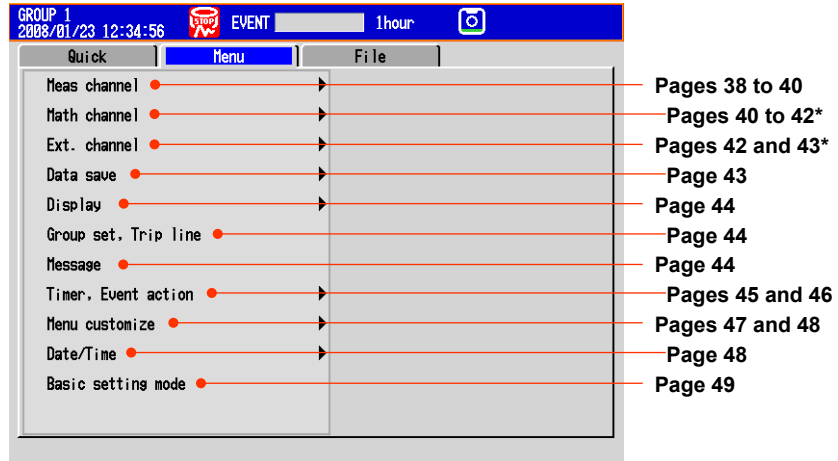 GROUP 1
2008/01/23 12:34:56 STOP EVENT 1hour
Quick Menu File
Meas channel Pages 38 to 40
Math channel Pages 40 to 42*
Ext. channel Pages 42 and 43*
Data save Page 43
Display Page 44
Group set, Trip line Page 44
Message Page 44
Timer, Event action Pages 45 and 46
Menu customize Pages 47 and 48
Date/Time Page 48
Basic setting mode Page 49